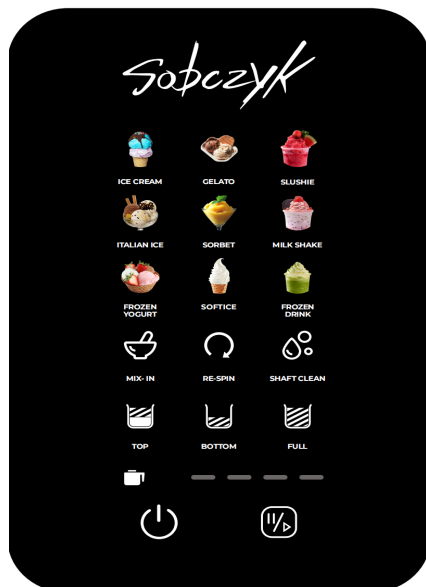 Sobczyk
ICE CREAM
GELATO
SLUSHIE
ITALIAN ICE
SORBET
MILK SHAKE
FROZEN
YOGURT
SOFTICE
FROZEN
DRINK
MIX- IN
RE-SPIN
SHAFT CLEAN
TOP
BOTTOM
FULL